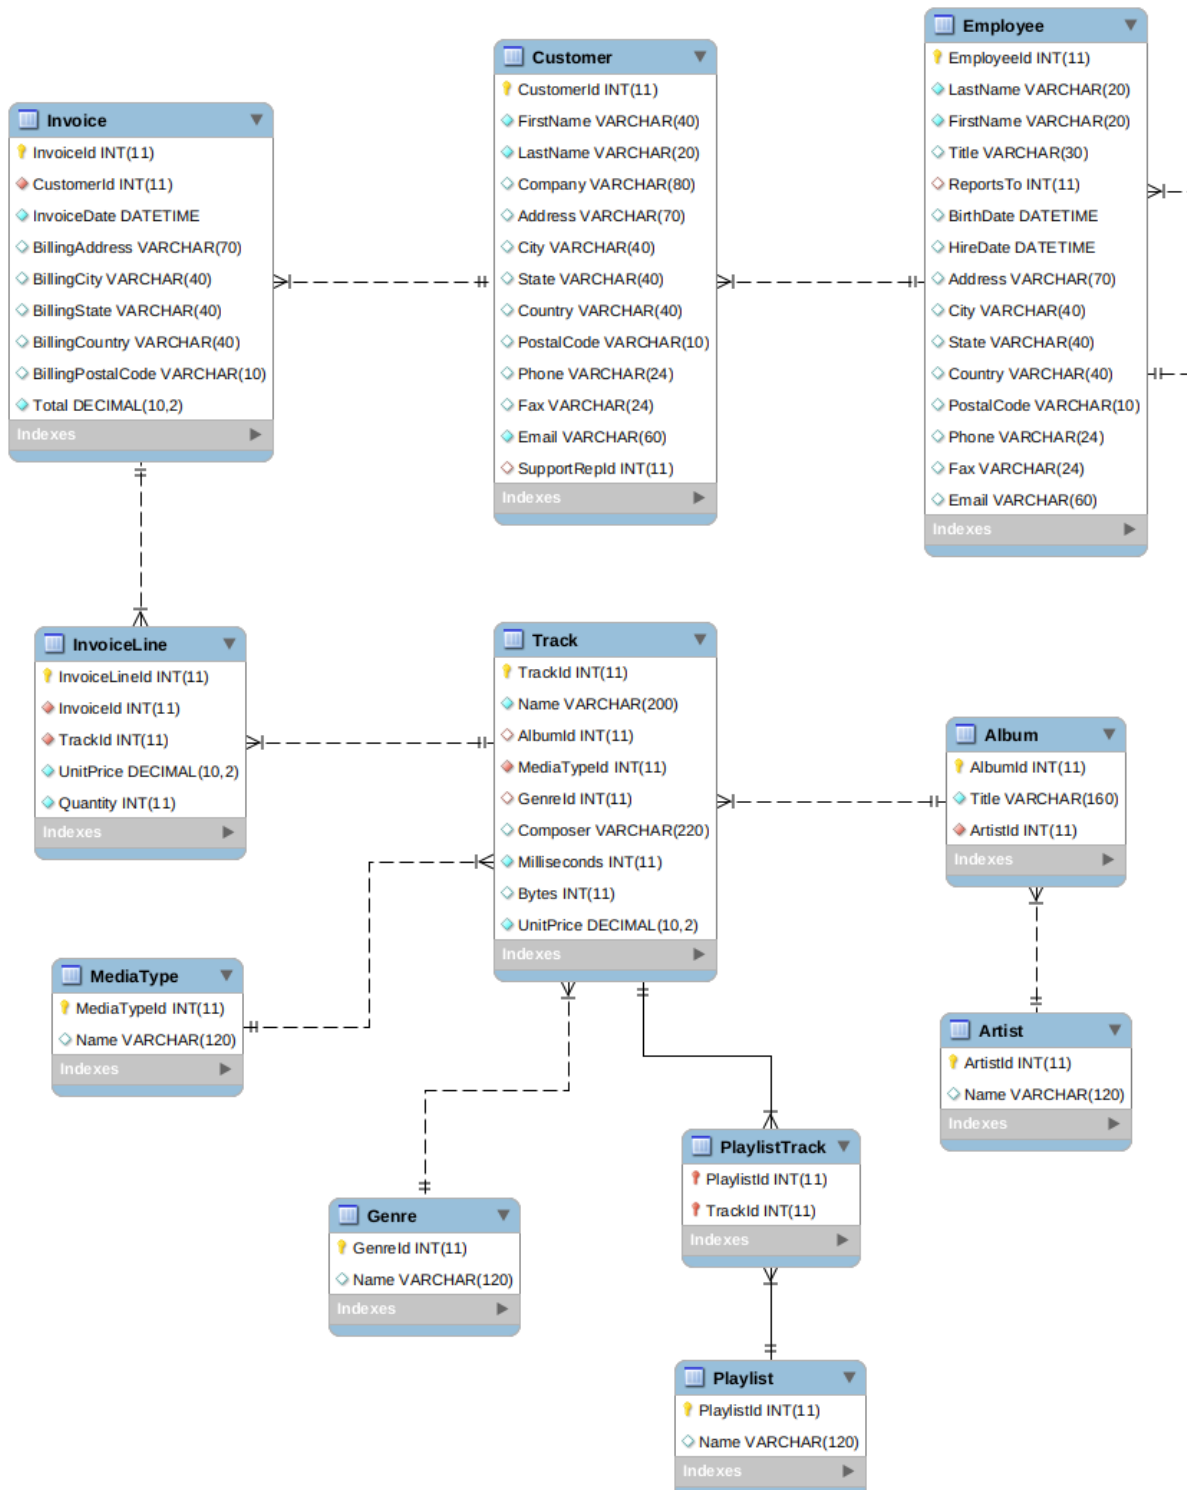 Employee
EmployeeId INT(11)
LastName VARCHAR(20)
FirstName VARCHAR(20)
Title VARCHAR(30)
ReportsTo INT(11)
BirthDate DATETIME
HireDate DATETIME
Address VARCHAR(70)
City VARCHAR(40)
State VARCHAR(40)
Country VARCHAR(40)
PostalCode VARCHAR(10)
Phone VARCHAR(24)
Fax VARCHAR(24)
Email VARCHAR(60)
Indexes
Customer
CustomerId INT(11)
FirstName VARCHAR(40)
LastName VARCHAR(20)
Company VARCHAR(80)
Address VARCHAR(70)
City VARCHAR(40)
State VARCHAR(40)
Country VARCHAR(40)
PostalCode VARCHAR(10)
Phone VARCHAR(24)
Fax VARCHAR(24)
Email VARCHAR(60)
SupportRepId INT(11)
Indexes
Invoice
InvoiceId INT(11)
CustomerId INT(11)
InvoiceDate DATETIME
BillingAddress VARCHAR(70)
BillingCity VARCHAR(40)
BillingState VARCHAR(40)
BillingCountry VARCHAR(40)
BillingPostalCode VARCHAR(10)
Total DECIMAL(10,2)
Indexes
InvoiceLine
InvoiceLineId INT(11)
InvoiceId INT(11)
TrackId INT(11)
UnitPrice DECIMAL(10,2)
Quantity INT(11)
Indexes
Track
TrackId INT(11)
Name VARCHAR(200)
AlbumId INT(11)
MediaTypeId INT(11)
GenreId INT(11)
Composer VARCHAR(220)
Milliseconds INT(11)
Bytes INT(11)
UnitPrice DECIMAL(10,2)
Indexes
Album
AlbumId INT(11)
Title VARCHAR(160)
ArtistId INT(11)
Indexes
MediaType
MediaTypeId INT(11)
Name VARCHAR(120)
Indexes
Artist
ArtistId INT(11)
Name VARCHAR(120)
Indexes
PlaylistTrack
PlaylistId INT(11)
TrackId INT(11)
Indexes
Genre
GenreId INT(11)
Name VARCHAR(120)
Indexes
Playlist
PlaylistId INT(11)
Name VARCHAR(120)
Indexes